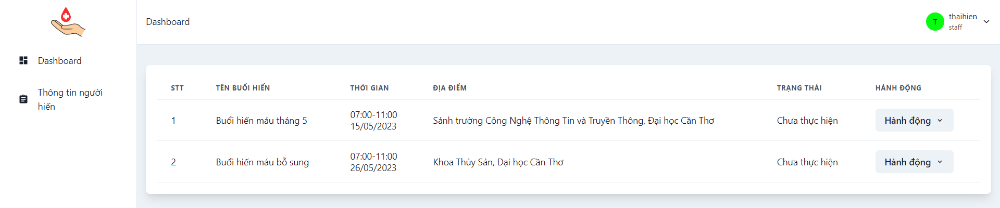 Dashboard
thaihien
staff
Dashboard
Thông tin người
hiến
STT TÊN BUỔI HIẾN THỜI GIAN ĐỊA ĐIỂM TRẠNG THÁI HÀNH ĐỘNG
1 Buổi hiến máu tháng 5 07:00-11:00 15/05/2023 Sảnh trường Công Nghệ Thông Tin và Truyền Thông, Đại học Cần Thơ Chưa thực hiện Hành động
2 Buổi hiến máu bỗ sung 07:00-11:00 26/05/2023 Khoa Thủy Sản, Đại học Cần Thơ Chưa thực hiện Hành động
T